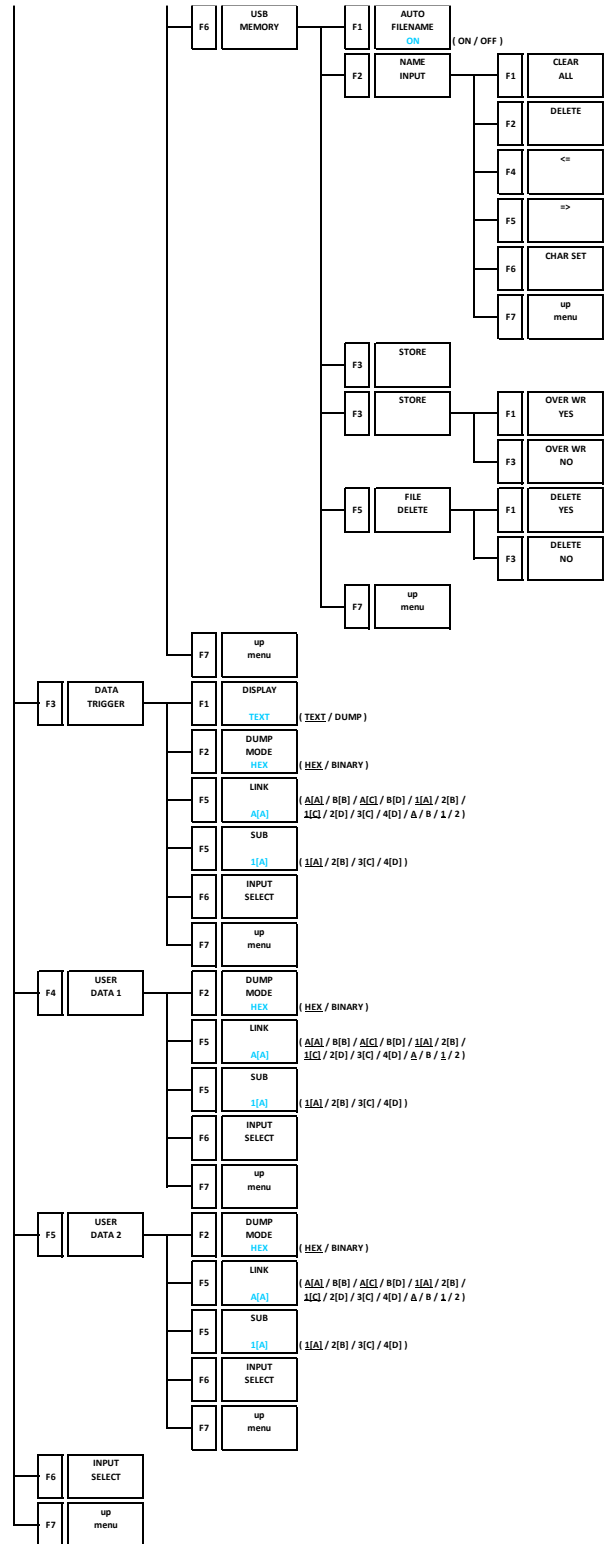 F6 USB
MEMORY
F1 AUTO
FILENAME
ON ( ON / OFF )
F2 NAME
INPUT
F1 CLEAR
ALL
F2 DELETE
F4 <=
F5 =>
F6 CHAR SET
F7 up
menu
F3 STORE
F3 STORE
F1 OVER WR
YES
F3 OVER WR
NO
F5 FILE
DELETE
F1 DELETE
YES
F3 DELETE
NO
F7 up
menu
F7 up
menu
F3 DATA
TRIGGER
F1 DISPLAY
TEXT ( TEXT / DUMP )
F2 DUMP
MODE
HEX ( HEX / BINARY )
F5 LINK
A[A] ( A[A] / B[B] / A[C] / B[D] / 1[A] / 2[B] /
1[C] / 2[D] / 3[C] / 4[D] / A / B / 1 / 2 )
F5 SUB
1[A] ( 1[A] / 2[B] / 3[C] / 4[D] )
F6 INPUT
SELECT
F7 up
menu
F4 USER
DATA 1
F2 DUMP
MODE
HEX ( HEX / BINARY )
F5 LINK
A[A] ( A[A] / B[B] / A[C] / B[D] / 1[A] / 2[B] /
1[C] / 2[D] / 3[C] / 4[D] / A / B / 1 / 2 )
F5 SUB
1[A] ( 1[A] / 2[B] / 3[C] / 4[D] )
F6 INPUT
SELECT
F7 up
menu
F5 USER
DATA 2
F2 DUMP
MODE
HEX ( HEX / BINARY )
F5 LINK
A[A] ( A[A] / B[B] / A[C] / B[D] / 1[A] / 2[B] /
1[C] / 2[D] / 3[C] / 4[D] / A / B / 1 / 2 )
F5 SUB
1[A] ( 1[A] / 2[B] / 3[C] / 4[D] )
F6 INPUT
SELECT
F7 up
menu
F6 INPUT
SELECT
F7 up
menu